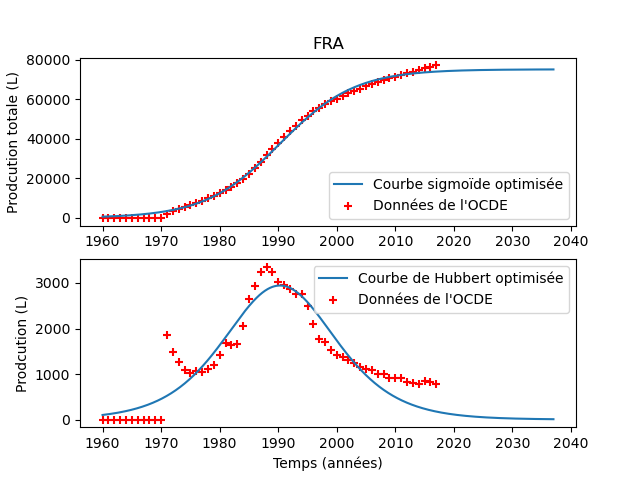 FRA
Prodcution totale (L)
80000
60000
40000
20000
0
Courbe sigmoïde optimisée
Données de l'OCDE
1960 1970 1980 1990 2000 2010 2020 2030 2040
Prodcution (L)
3000
2000
1000
0
Courbe de Hubbert optimisée
Données de l'OCDE
1960 1970 1980 1990 2000 2010 2020 2030 2040
Temps (années)